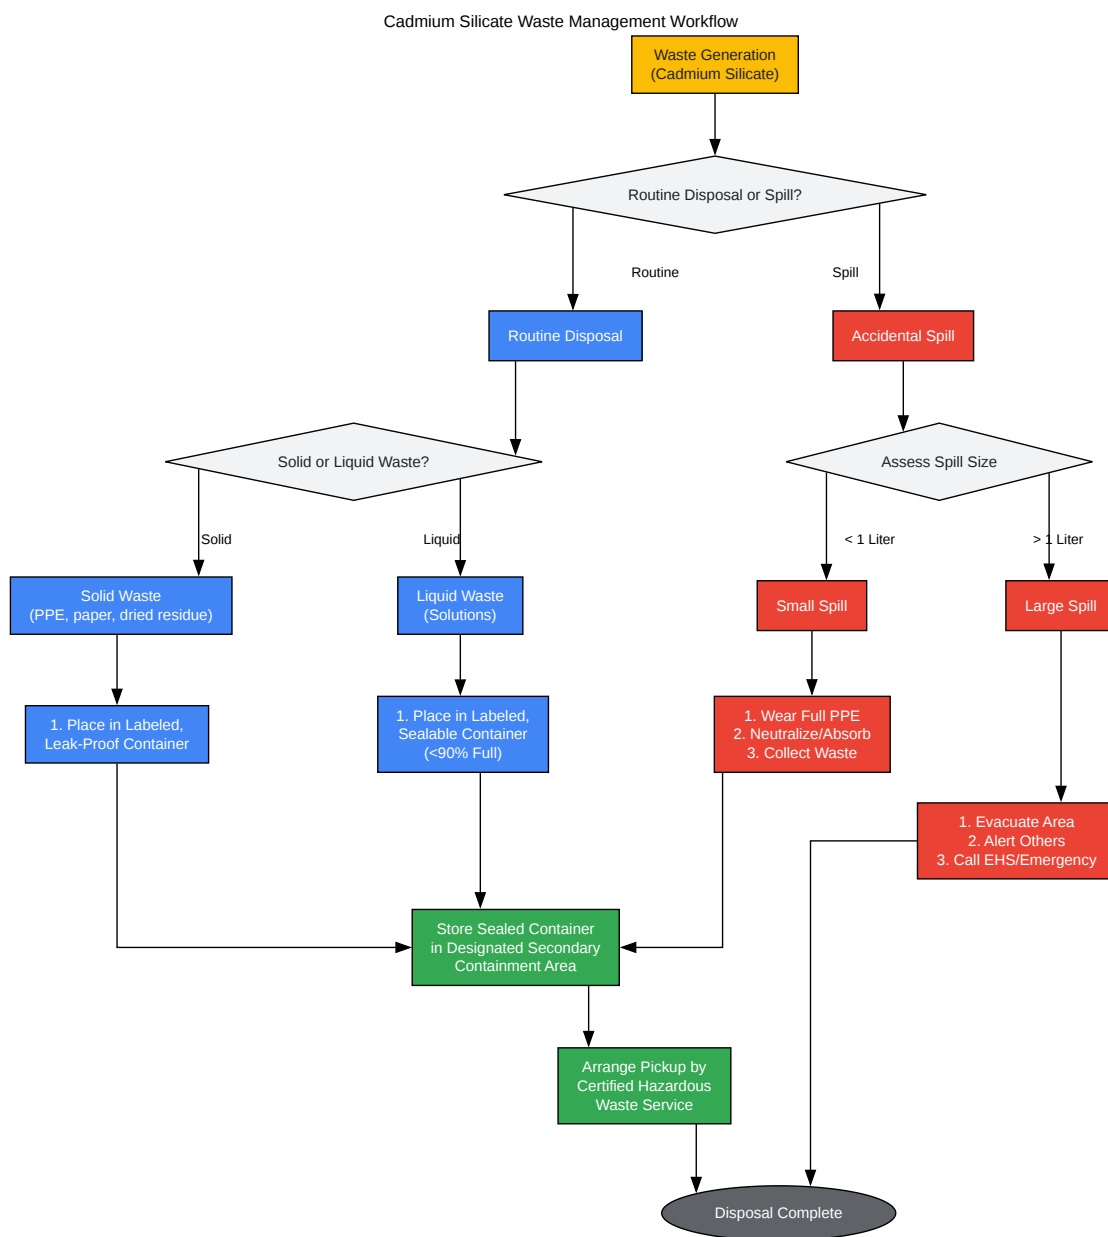 Cadmium Silicate Waste Management Workflow
Waste Generation
(Cadmium Silicate)
Routine Disposal or Spill?
Routine
Spill
Routine Disposal
Accidental Spill
Solid or Liquid Waste?
Assess Spill Size
Solid
Liquid
< 1 Liter
> 1 Liter
Solid Waste
(PPE, paper, dried residue)
Liquid Waste
(Solutions)
Small Spill
Large Spill
1. Place in Labeled,
Leak-Proof Container
1. Place in Labeled,
Sealable Container
(<90% Full)
1. Wear Full PPE
2. Neutralize/Absorb
3. Collect Waste
1. Evacuate Area
2. Alert Others
3. Call EHS/Emergency
Store Sealed Container
in Designated Secondary
Containment Area
Arrange Pickup by
Certified Hazardous
Waste Service
Disposal Complete